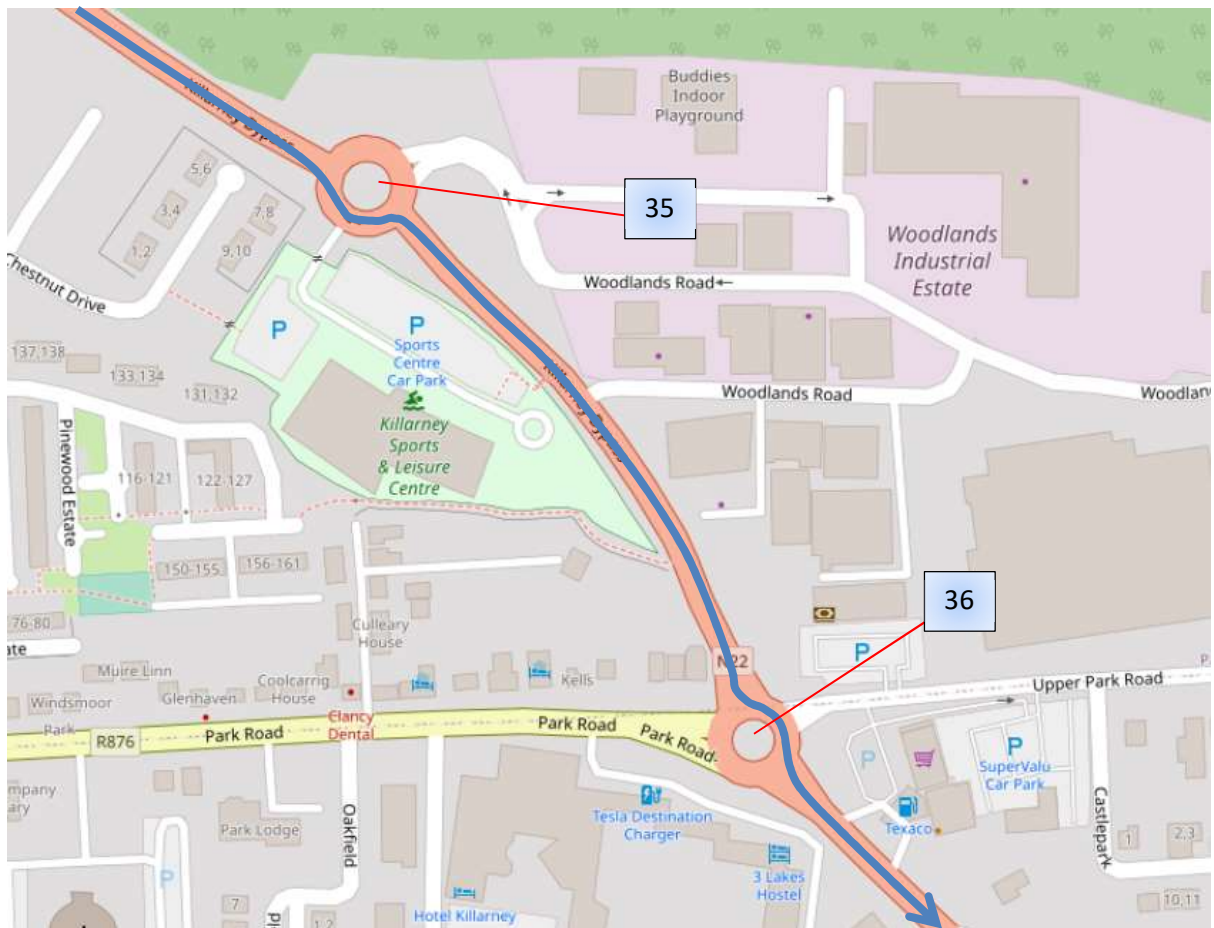 Buddies
Indoor
Playground
Killarney Bypass
5,6
3,4
7,8
1,2
9,10
35
Woodlands
Industrial
Estate
Chestnut Drive
Woodlands Road
P
P
Sports
Centre
Car Park
137,138
133,134
131,132
Killarney Bypass
Woodlands Road
Killarney
Sports
& Leisure
Centre
Pinewood Estate
116-121
122-127
150-155
156-161
36
76-80
Culleary
House
P
N22
Muire Linn
Coolcarrig
House
Kells
Windsmoor
Glenhaven
Upper Park Road
Park
R876
Park Road
Clancy
Dental
Park Road
Park Road
P
P
SuperValu
Car Park
Tesla Destination
Charger
Texaco
Castlepark
Park Lodge
Oakfield
1
2,3
P
3 Lakes
Hostel
7
1,2
Hotel Killarney
10,11